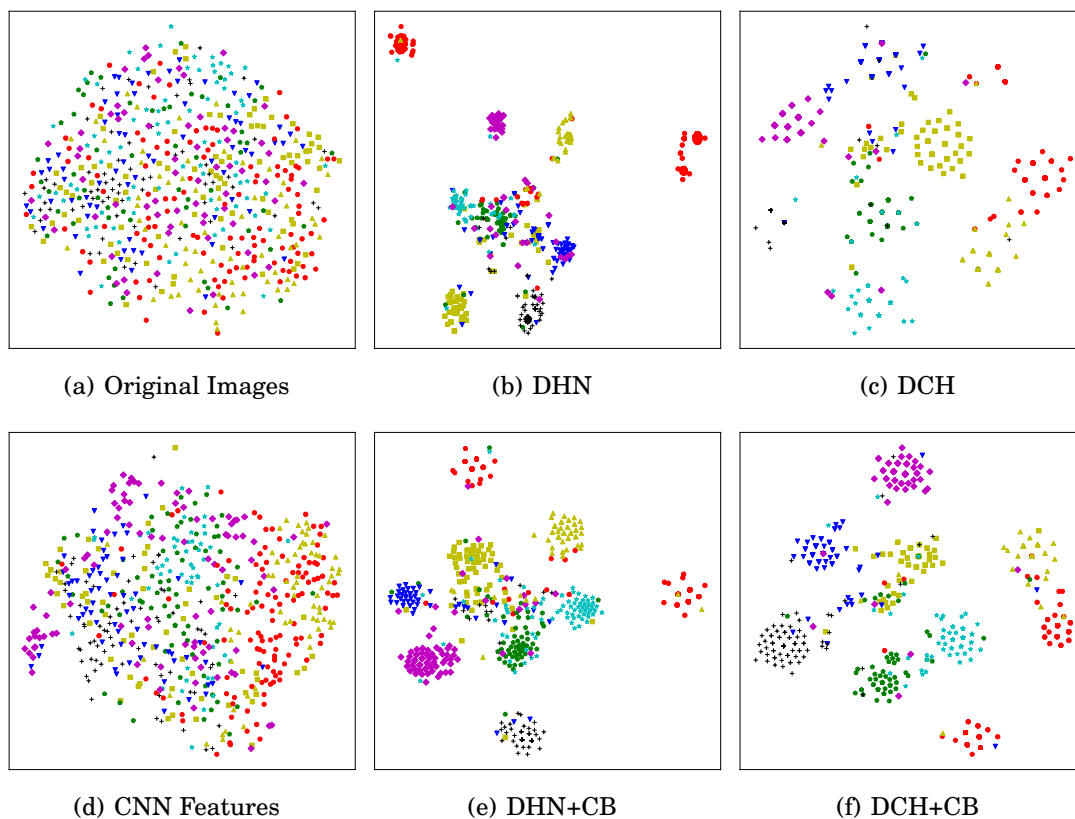 (a) Original Images
(b) DHN
(c) DCH
(d) CNN Features
(e) DHN+CB
(f) DCH+CB